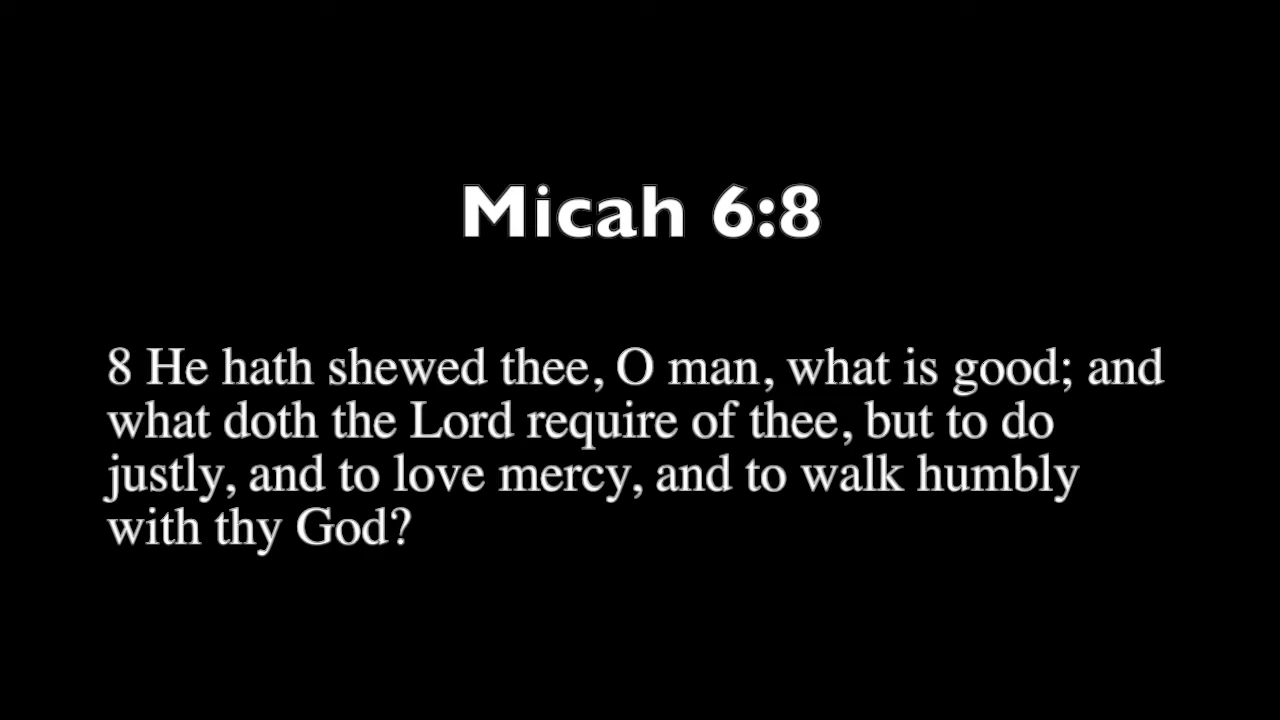 Micah 6:8
8 He hath shewed thee, O man, what is good; and
what doth the Lord require of thee, but to do
justly, and to love mercy, and to walk humbly
with thy God?